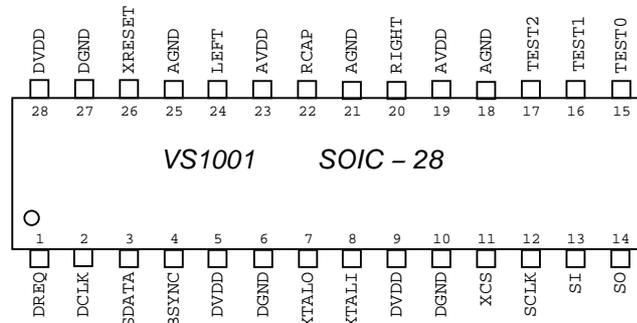 DVDD DGND XRESET AGND LEFT AVDD RCAP AGND RIGHT AVDD AGND TEST2 TEST1 TEST0
28 27 26 25 24 23 22 21 20 19 18 17 16 15
VS1001 SOIC – 28
1 2 3 4 5 6 7 8 9 10 11 12 13 14
DREQ DCLK SDATA BSYNC DVDD DGND XTALO XTALI DVDD DGND XCS SCLK SI SO